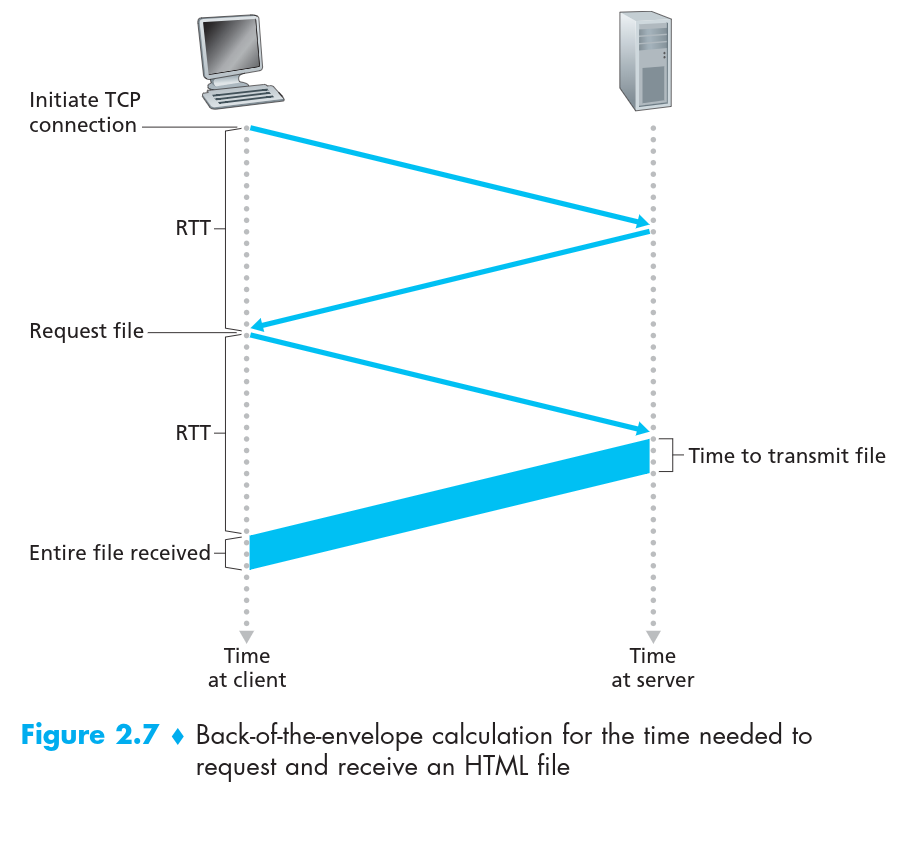 Initiate TCP
connection
RTT
Request file
RTT
Time to transmit file
Entire file received
Time
at client
Time
at server
Figure 2.7 ♦ Back-of-the-envelope calculation for the time needed to
request and receive an HTML file